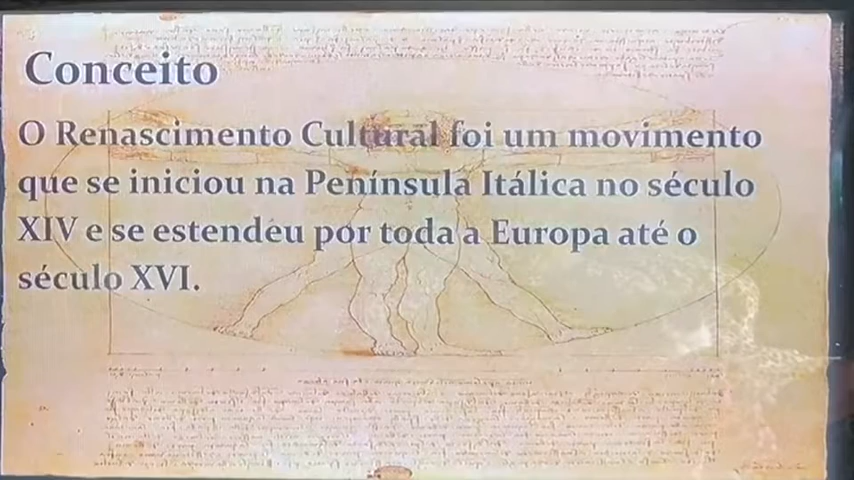 Conceito
O Renascimento Cultural foi um movimento
que se iniciou na Península Itálica no século
XIV e se estendeu por toda a Europa até o
século XVI.